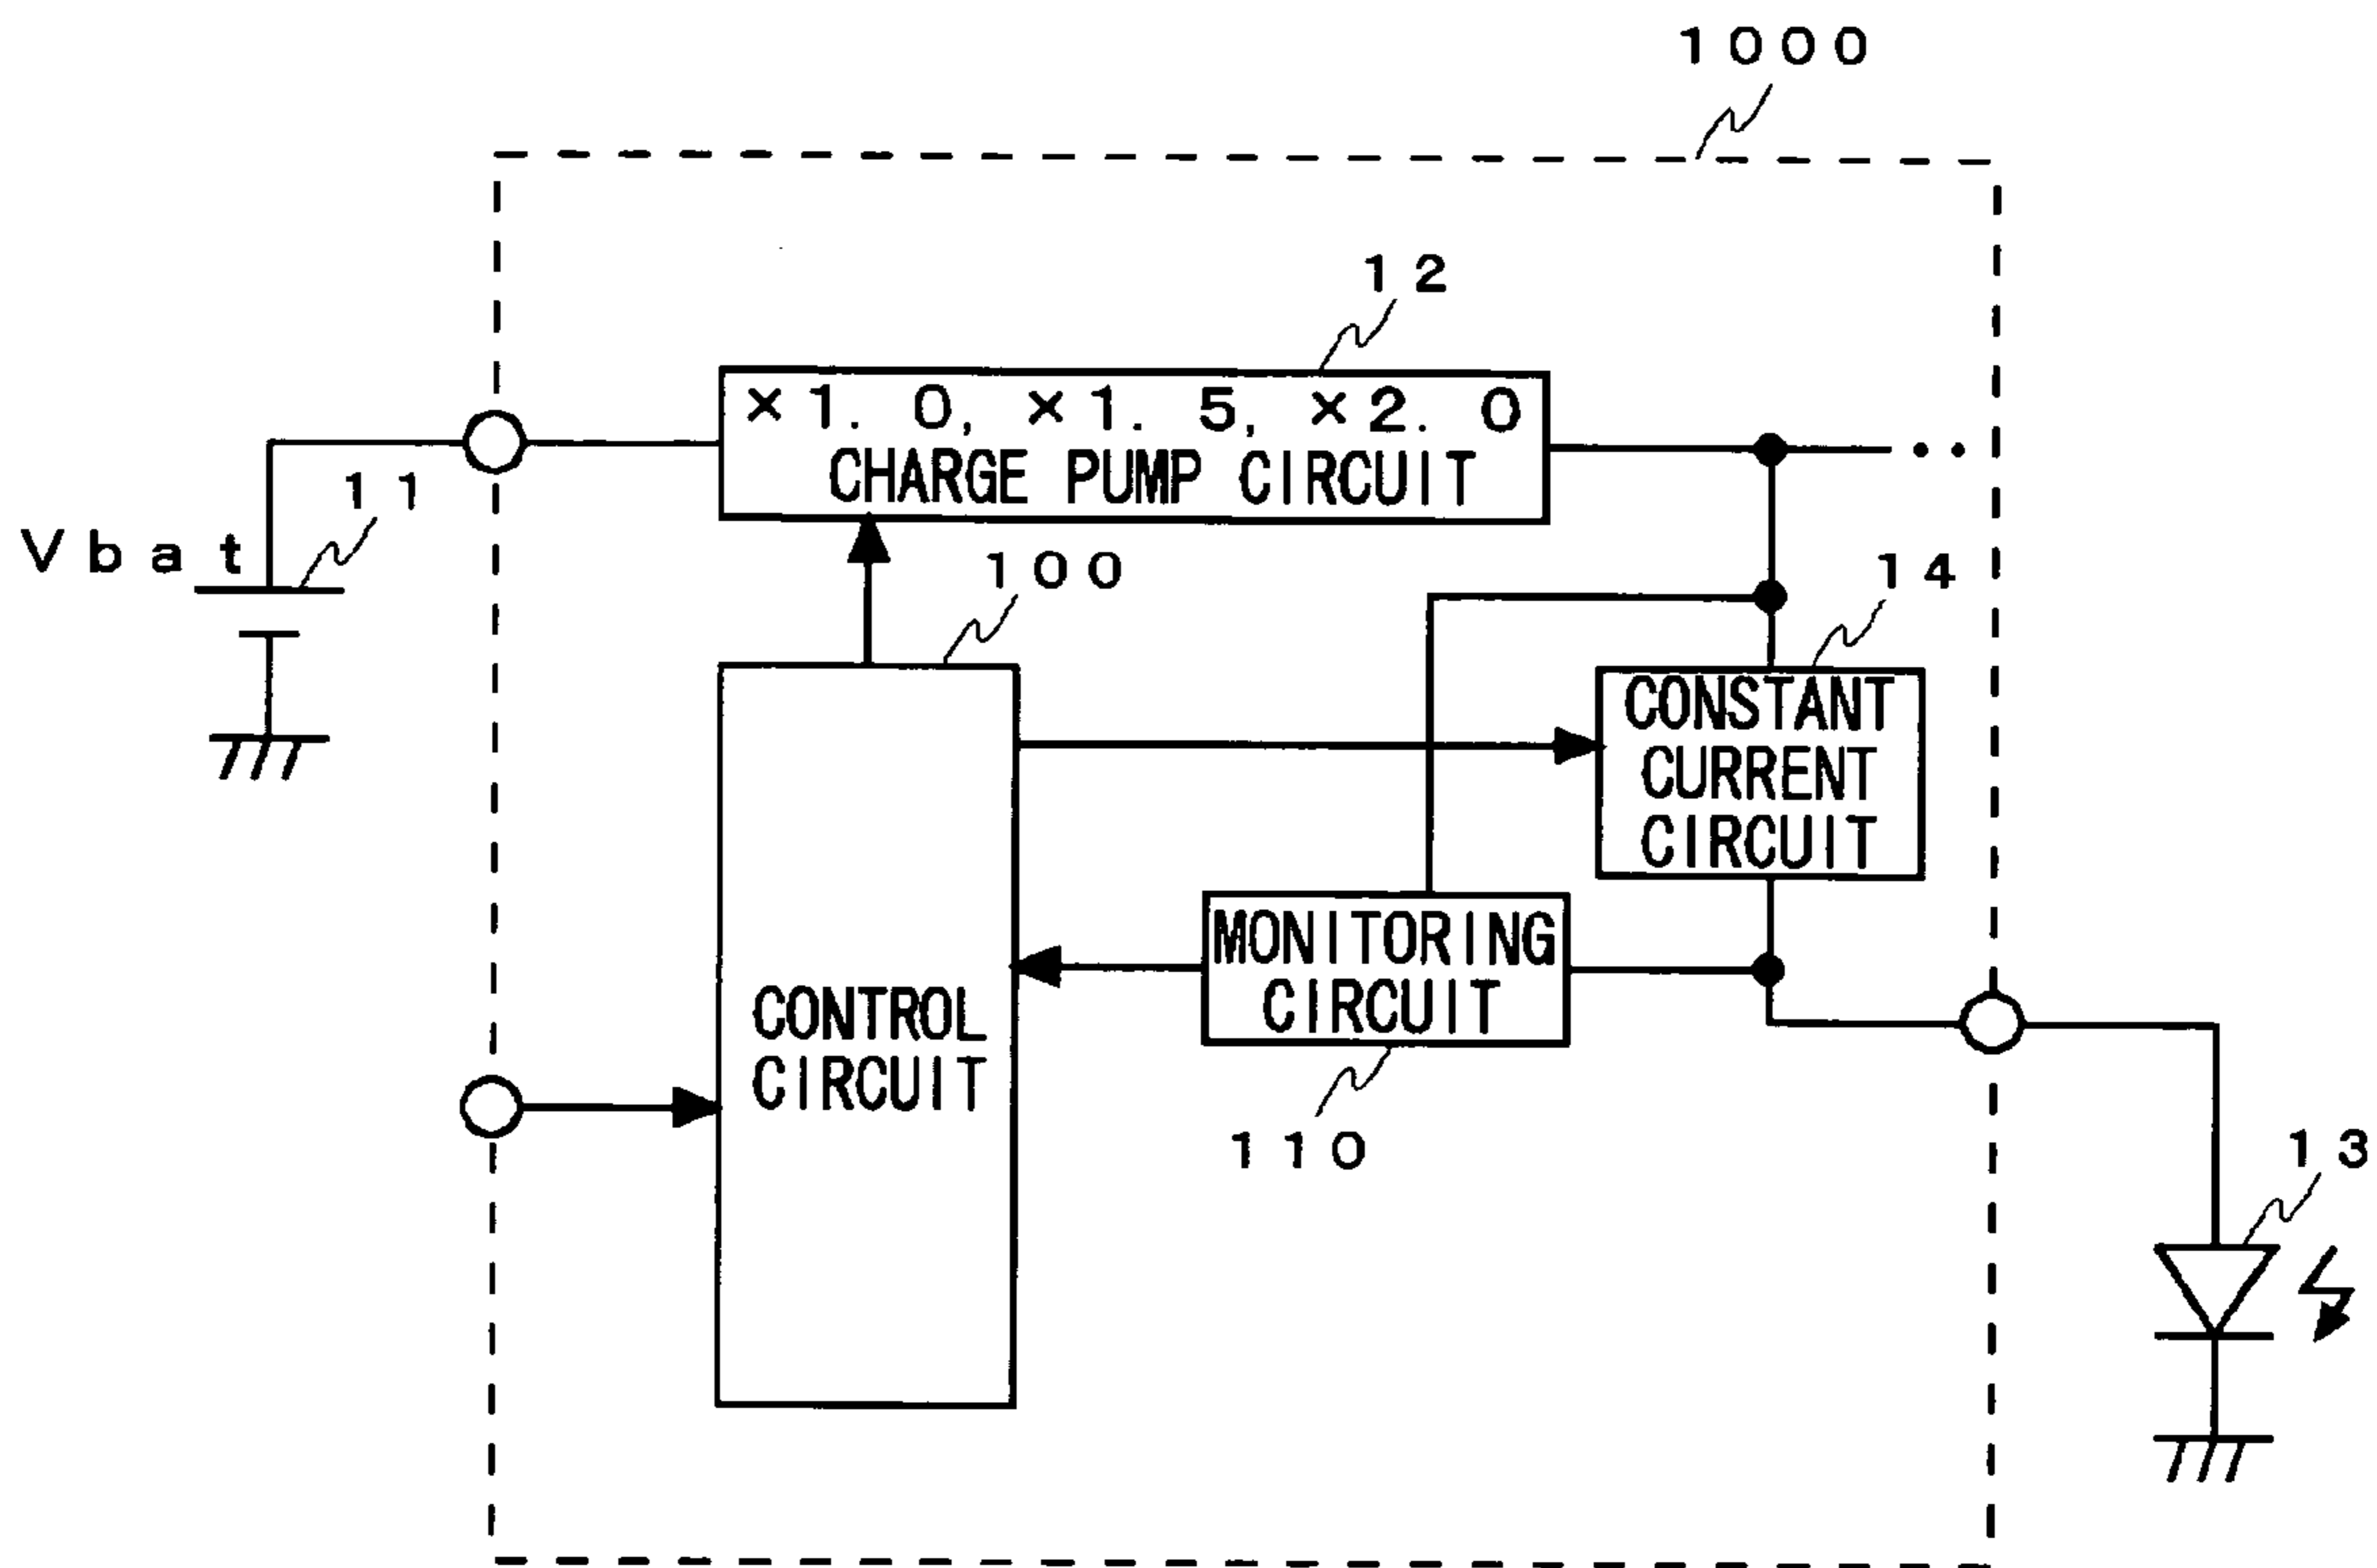 1000
12
×1.0, ×1.5, ×2.0
CHARGE PUMP CIRCUIT
11
Vbat
100
14
CONSTANT
CURRENT
CIRCUIT
MONITORING
CIRCUIT
CONTROL
CIRCUIT
110
13